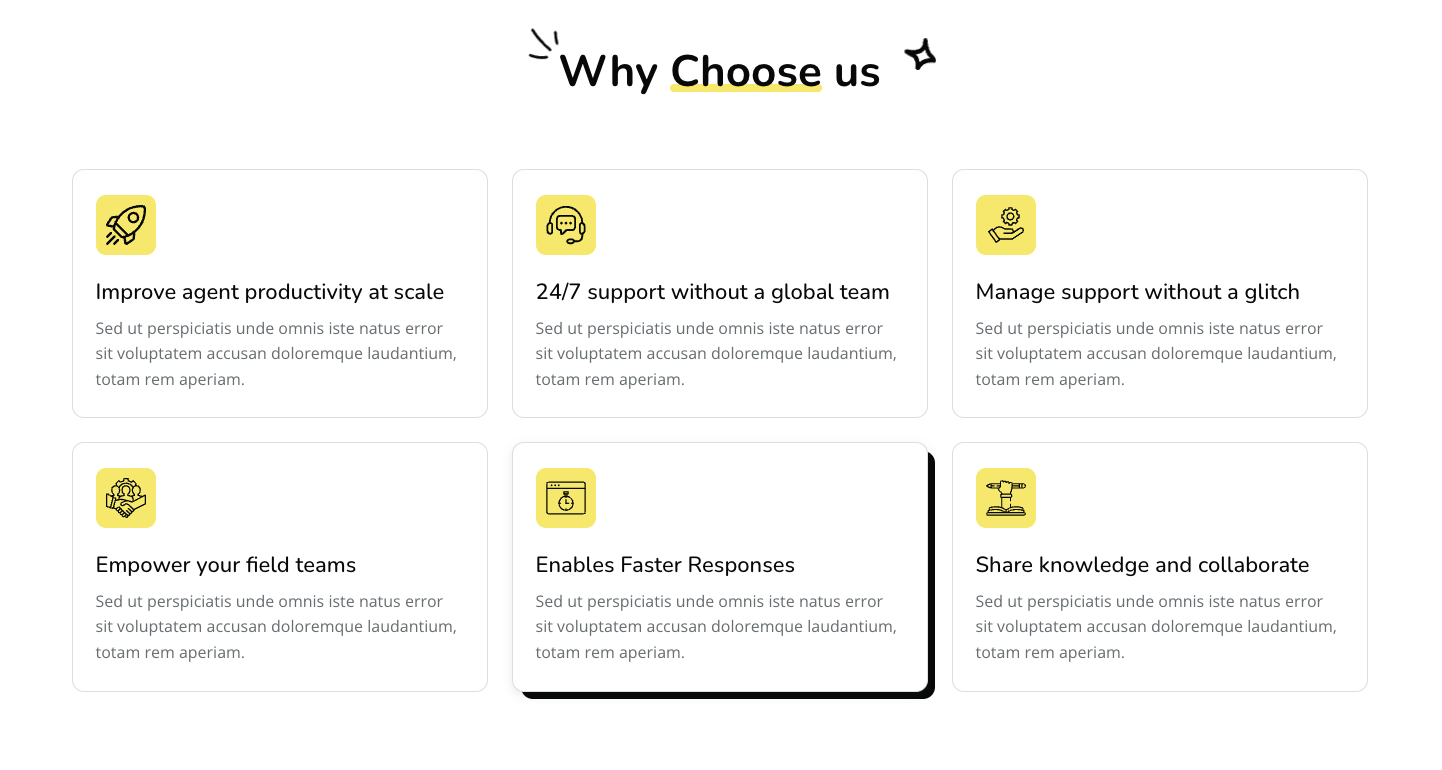 Why Choose us
Improve agent productivity at scale
Sed ut perspiciatis unde omnis iste natus error
sit voluptatem accusan doloremque laudantium,
totam rem aperiam.
24/7 support without a global team
Sed ut perspiciatis unde omnis iste natus error
sit voluptatem accusan doloremque laudantium,
totam rem aperiam.
Manage support without a glitch
Sed ut perspiciatis unde omnis iste natus error
sit voluptatem accusan doloremque laudantium,
totam rem aperiam.
Empower your field teams
Sed ut perspiciatis unde omnis iste natus error
sit voluptatem accusan doloremque laudantium,
totam rem aperiam.
Enables Faster Responses
Sed ut perspiciatis unde omnis iste natus error
sit voluptatem accusan doloremque laudantium,
totam rem aperiam.
Share knowledge and collaborate
Sed ut perspiciatis unde omnis iste natus error
sit voluptatem accusan doloremque laudantium,
totam rem aperiam.